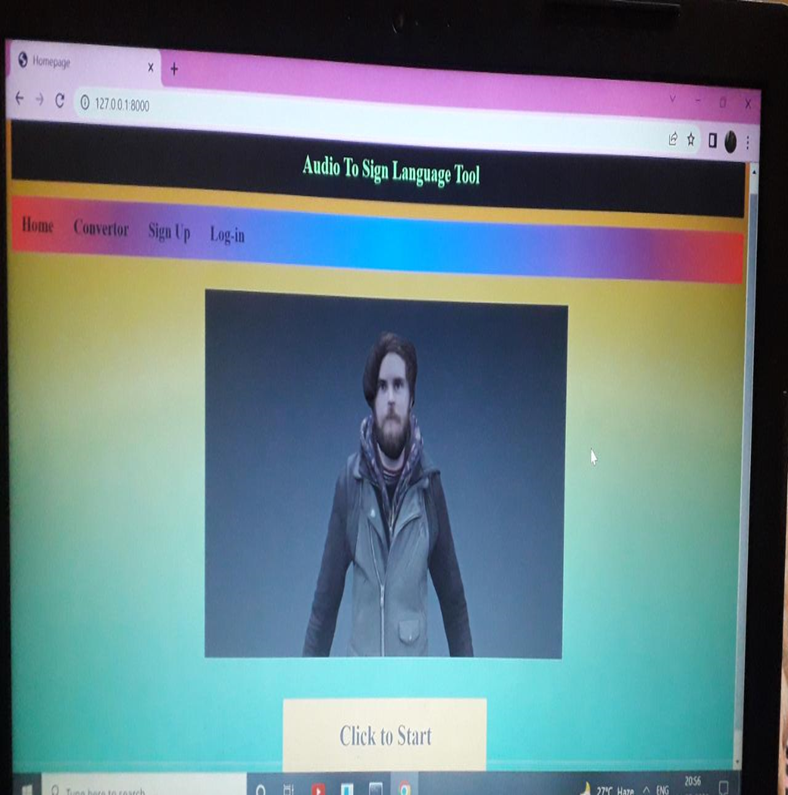 Homepage
127.0.0.1:8000
Audio To Sign Language Tool
Home Convertor Sign Up Log-in
Click to Start
Type here to search
27°C Haze ENG
20:56